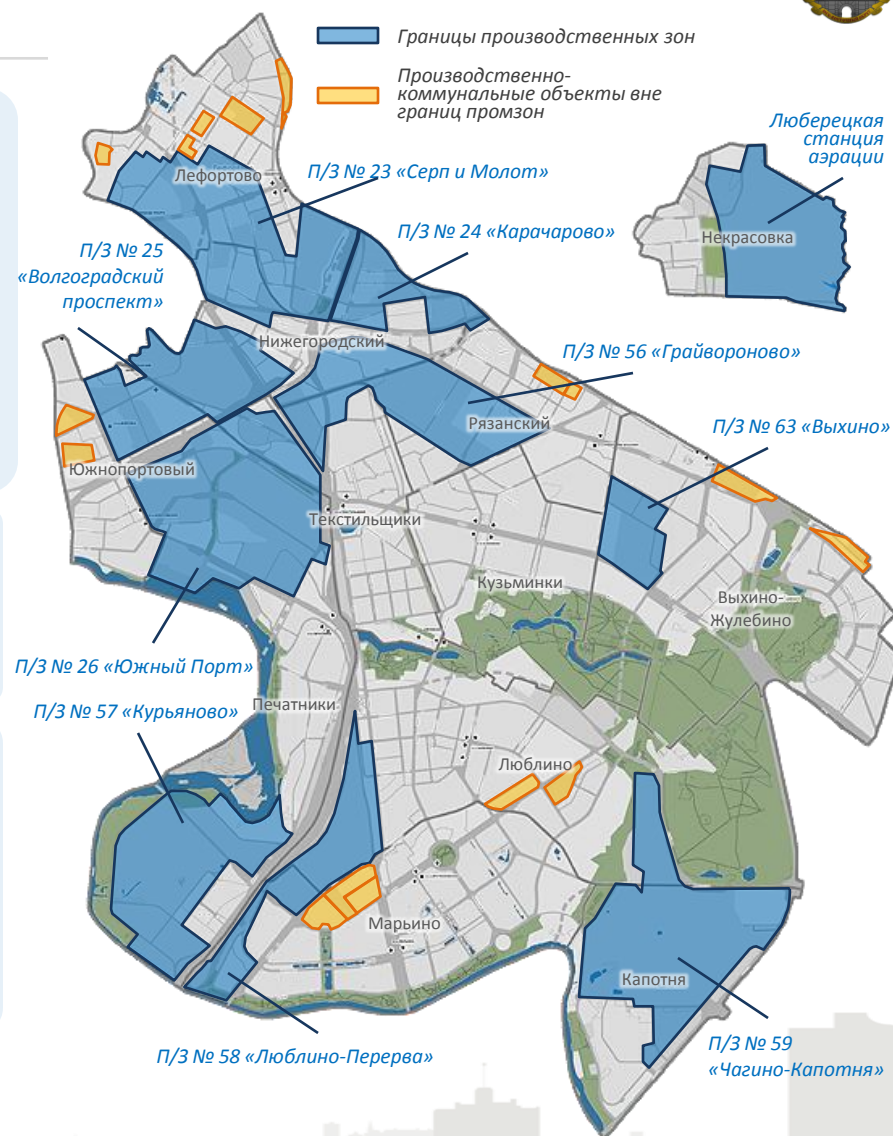 Границы производственных зон
Производственно-
коммунальные объекты вне
границ промзон
Люберецкая
станция
аэрации
Лефортово
П/З № 23 «Серп и Молот»
П/З № 24 «Карачарово»
Некрасовка
П/З № 25
«Волгоградский
проспект»
Нижегородский
П/З № 56 «Грайвороново»
Рязанский
П/З № 63 «Выхино»
Южнопортовый
Текстильщики
Кузьминки
Выхино-
Жулебино
П/З № 26 «Южный Порт»
Печатники
П/З № 57 «Курьяново»
Люблино
Марьино
Капотня
П/З № 58 «Люблино-Перерва»
П/З № 59
«Чагино-Капотня»